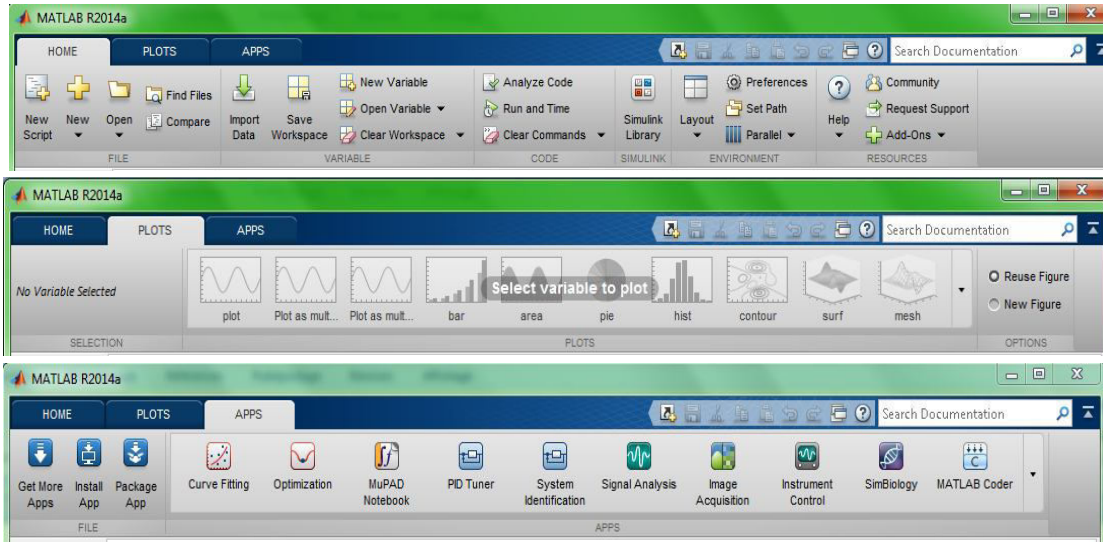 MATLAB R2014a
HOME PLOTS APPS Search Documentation
New Script New Open Find Files Compare Import Data Save Workspace New Variable Open Variable Clear Workspace Analyze Code Run and Time Clear Commands Simulink Library Layout Preferences Set Path Parallel Help Community Request Support Add-Ons
FILE VARIABLE CODE SIMULINK ENVIRONMENT RESOURCES
MATLAB R2014a
HOME PLOTS APPS Search Documentation
No Variable Selected
Select variable to plot
plot Plot as mult... Plot as mult... bar area pie hist contour surf mesh
Reuse Figure
New Figure
SELECTION PLOTS OPTIONS
MATLAB R2014a
HOME PLOTS APPS Search Documentation
Get More Apps Install App Package App Curve Fitting Optimization MuPAD Notebook PID Tuner System Identification Signal Analysis Image Acquisition Instrument Control SimBiology MATLAB Coder
FILE APPS